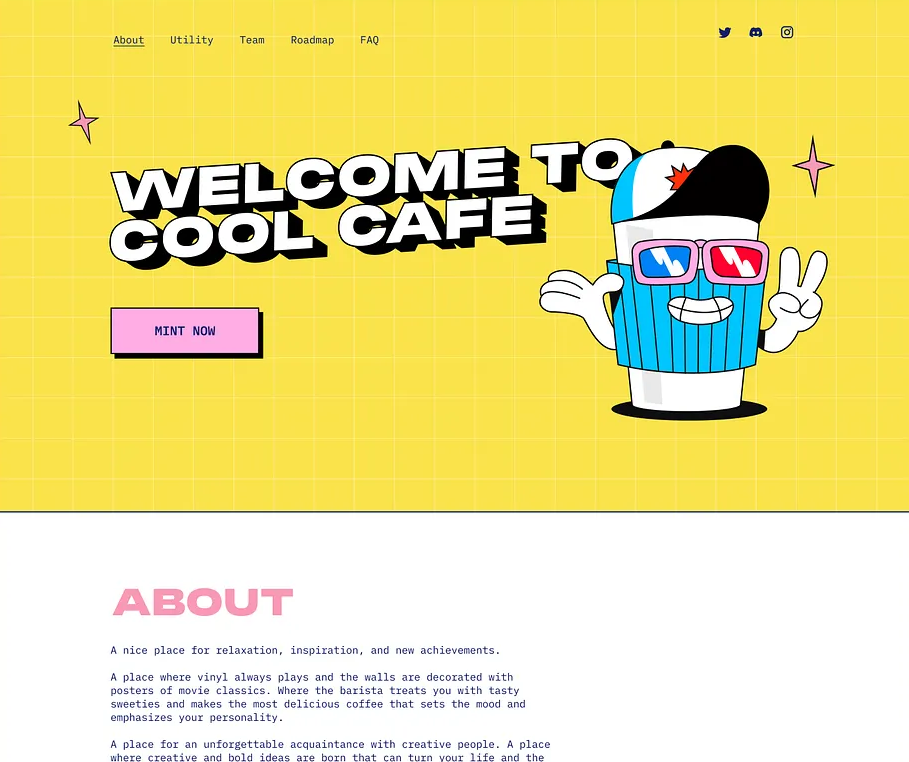 About Utility Team Roadmap FAQ
WELCOME TO
COOL CAFE
MINT NOW
ABOUT
A nice place for relaxation, inspiration, and new achievements.
A place where vinyl always plays and the walls are decorated with
posters of movie classics. Where the barista treats you with tasty
sweeties and makes the most delicious coffee that sets the mood and
emphasizes your personality.
A place for an unforgettable acquaintance with creative people. A place
where creative and bold ideas are born that can turn your life and the